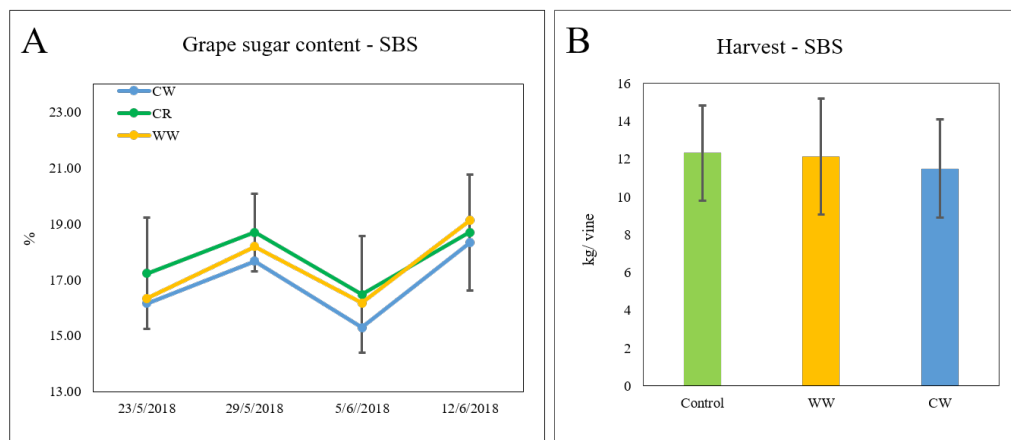 A
Grape sugar content - SBS
CW
CR
WW
23.00
21.00
19.00
17.00
15.00
13.00
%
23/5/2018 29/5/2018 5/6//2018 12/6/2018
B
Harvest - SBS
16
14
12
10
8
6
4
2
0
kg/ vine
Control WW CW